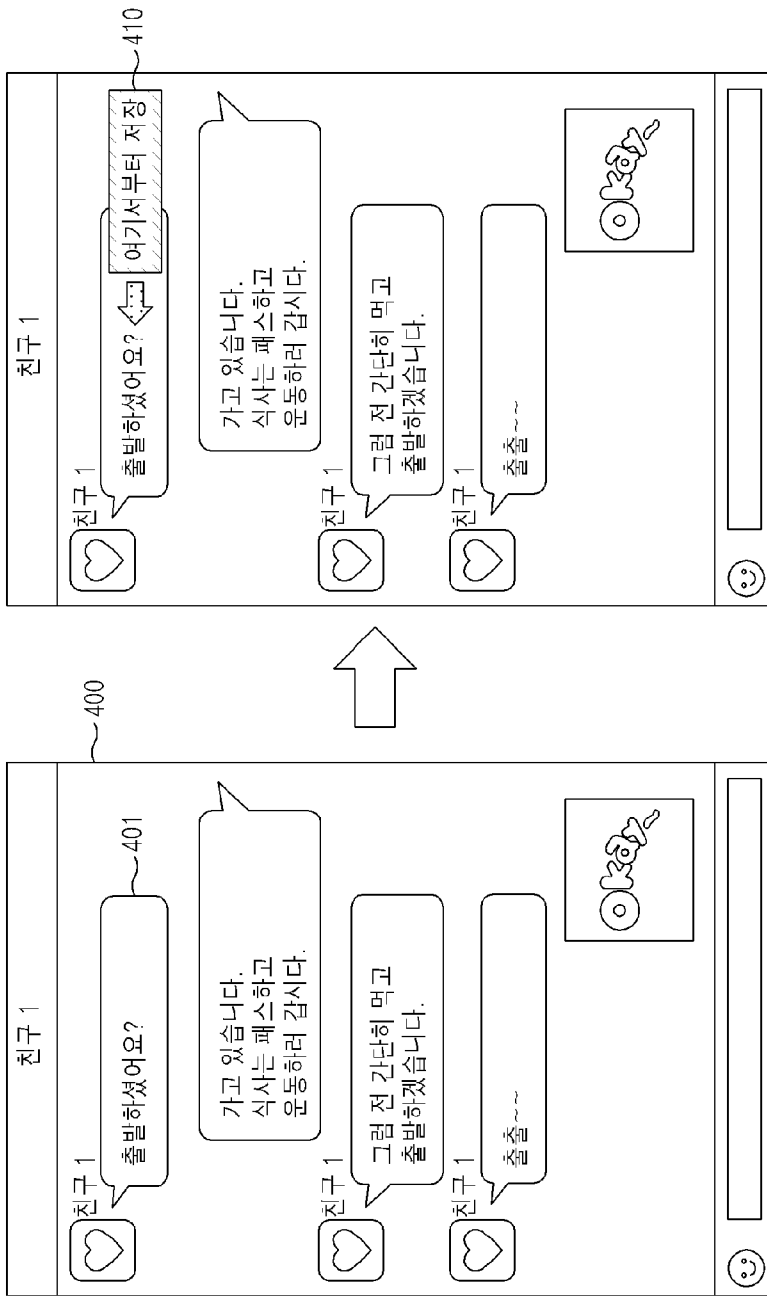 400
친구 1
친구 1
출발하셨어요?
401
가고 있습니다.
식사는 패스하고
운동하러 갑시다.
친구 1
그럼 전 간단히 먹고
출발하겠습니다.
친구 1
출출~~
Okay~
친구 1
친구 1
출발하셨어요?
여기서부터 저장
410
가고 있습니다.
식사는 패스하고
운동하러 갑시다.
친구 1
그럼 전 간단히 먹고
출발하겠습니다.
친구 1
출출~~
Okay~